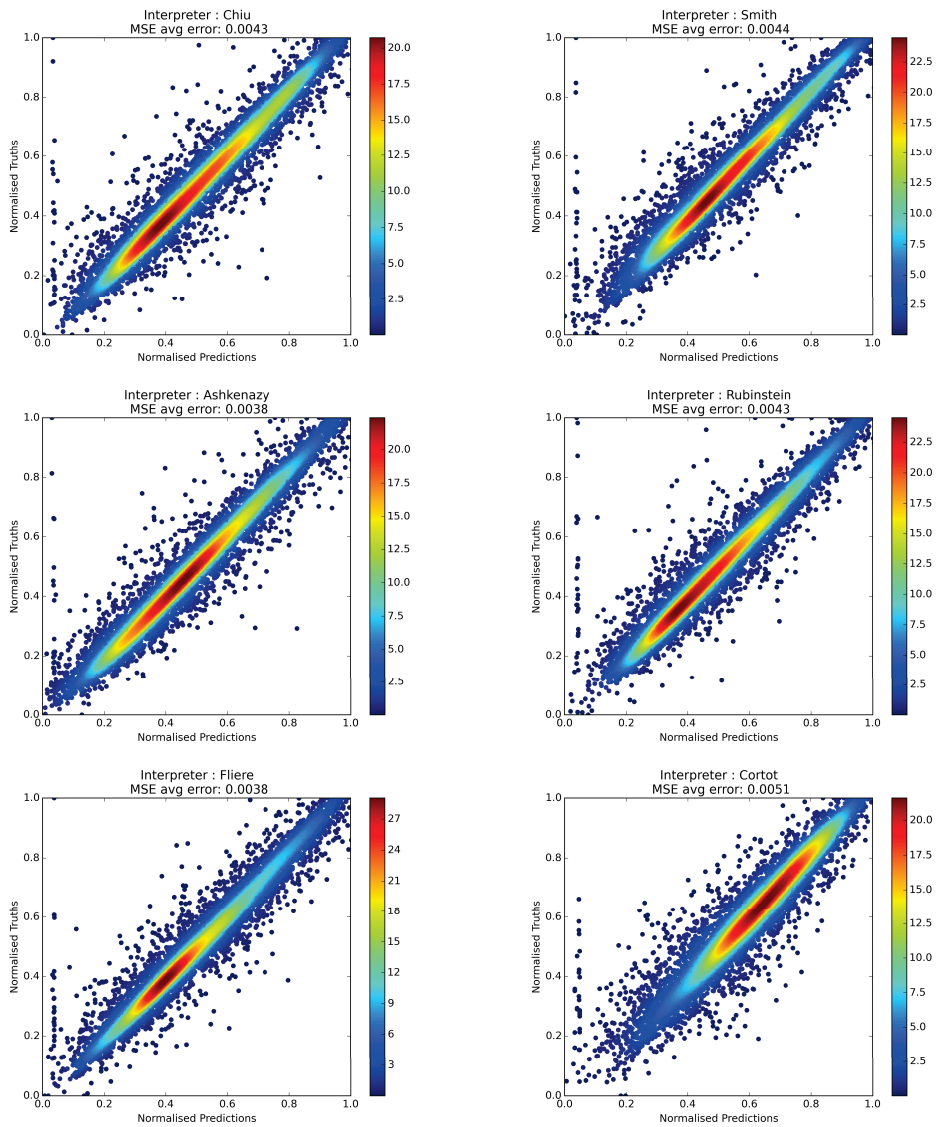 Interpreter : Chiu
MSE avg error: 0.0043
1.0
0.8
0.6
0.4
0.2
0.0
Normalised Truths
0.0 0.2 0.4 0.6 0.8 1.0
Normalised Predictions
20.0
17.5
15.0
12.5
10.0
7.5
5.0
2.5
Interpreter : Smith
MSE avg error: 0.0044
1.0
0.8
0.6
0.4
0.2
0.0
Normalised Truths
0.0 0.2 0.4 0.6 0.8 1.0
Normalised Predictions
22.5
20.0
17.5
15.0
12.5
10.0
7.5
5.0
2.5
Interpreter : Ashkenazy
MSE avg error: 0.0038
1.0
0.8
0.6
0.4
0.2
0.0
Normalised Truths
0.0 0.2 0.4 0.6 0.8 1.0
Normalised Predictions
20.0
17.5
15.0
12.5
10.0
7.5
5.0
2.5
Interpreter : Rubinstein
MSE avg error: 0.0043
1.0
0.8
0.6
0.4
0.2
0.0
Normalised Truths
0.0 0.2 0.4 0.6 0.8 1.0
Normalised Predictions
22.5
20.0
17.5
15.0
12.5
10.0
7.5
5.0
2.5
Interpreter : Fliere
MSE avg error: 0.0038
1.0
0.8
0.6
0.4
0.2
0.0
Normalised Truths
0.0 0.2 0.4 0.6 0.8 1.0
Normalised Predictions
27
24
21
18
15
12
9
6
3
Interpreter : Cortot
MSE avg error: 0.0051
1.0
0.8
0.6
0.4
0.2
0.0
Normalised Truths
0.0 0.2 0.4 0.6 0.8 1.0
Normalised Predictions
20.0
17.5
15.0
12.5
10.0
7.5
5.0
2.5